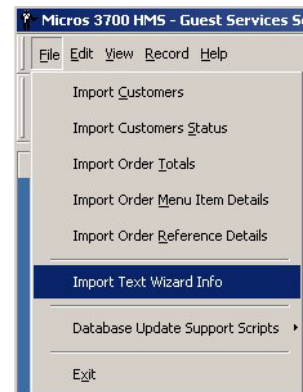 Micros 3700 HMS - Guest Services S
File Edit View Record Help
Import Customers
Import Customers Status
Import Order Totals
Import Order Menu Item Details
Import Order Reference Details
Import Text Wizard Info
Database Update Support Scripts
Exit